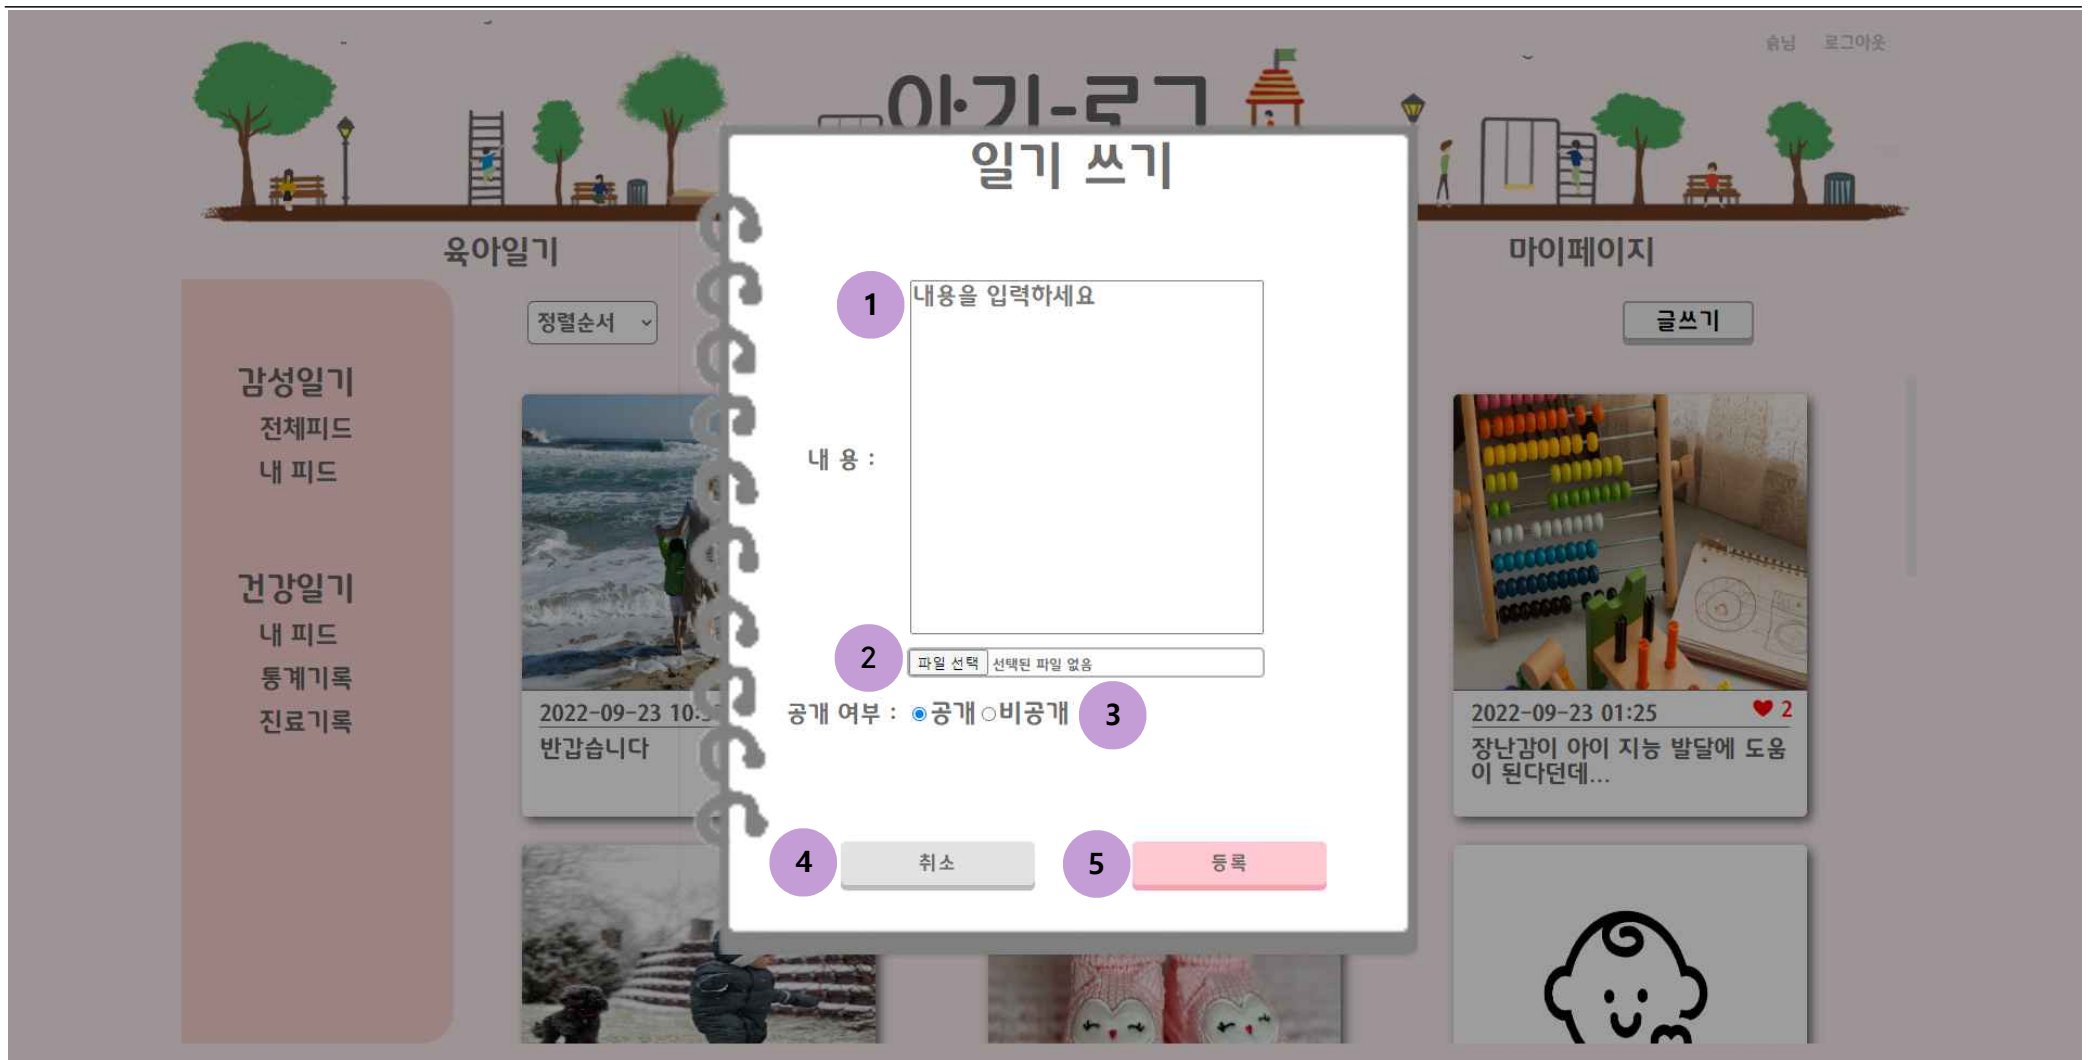 슭님 로그아웃
아기-로그
육아일기
마이페이지
정렬순서
글쓰기
감성일기
전체피드
내 피드
건강일기
내 피드
통계기록
진료기록
일기 쓰기
1
내용을 입력하세요
내 용 :
2
파일 선택 선택된 파일 없음
공개 여부 : 공개 비공개 3
4 취소
5 등록
2022-09-23
반갑습니다
2022-09-23 01:25 2
장난감이 아이 지능 발달에 도움
이 된다던데...